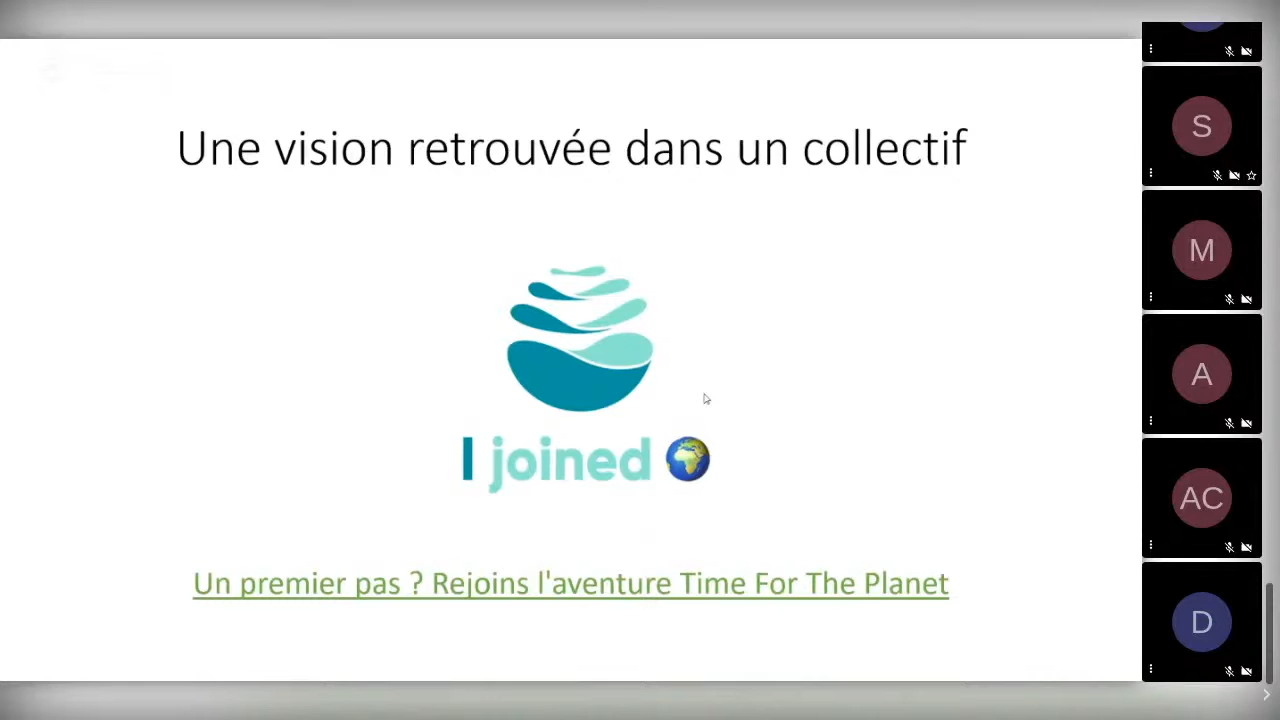 Une vision retrouvée dans un collectif
I joined
Un premier pas ? Rejoins l'aventure Time For The Planet
S
M
A
AC
D